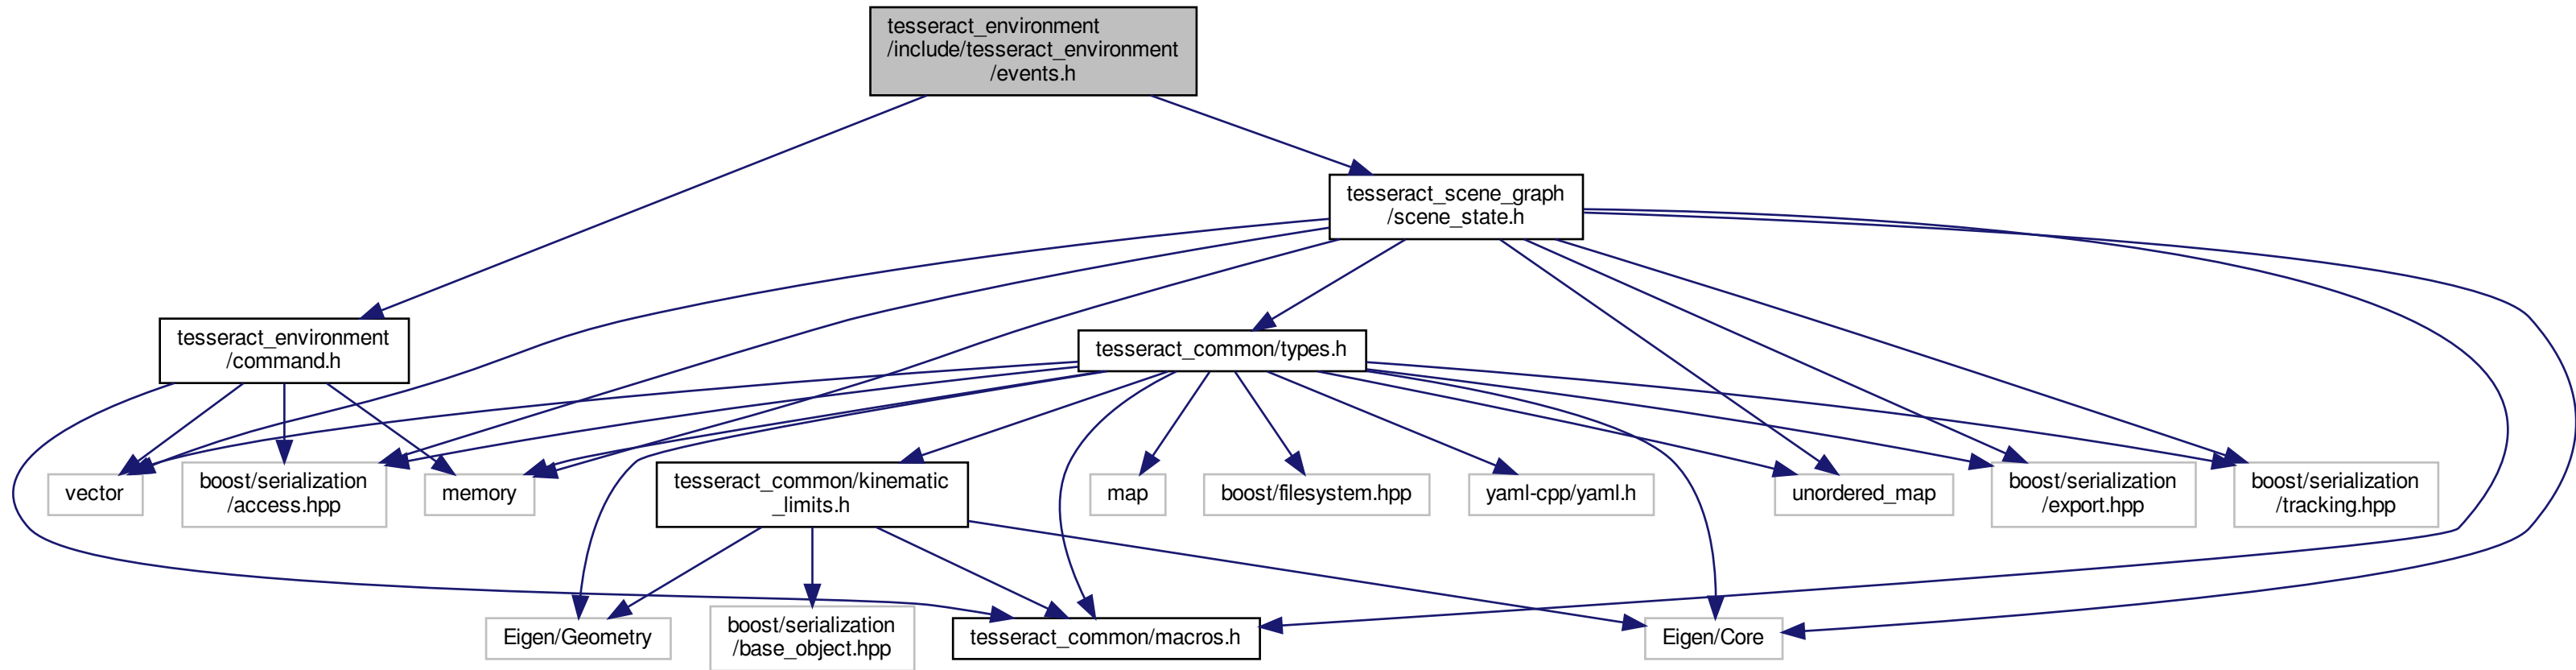 tesseract_environment
/include/tesseract_environment
/events.h
tesseract_scene_graph
/scene_state.h
tesseract_environment
/command.h
tesseract_common/types.h
vector
boost/serialization
/access.hpp
memory
tesseract_common/kinematic
_limits.h
map
boost/filesystem.hpp
yaml-cpp/yaml.h
unordered_map
boost/serialization
/export.hpp
boost/serialization
/tracking.hpp
Eigen/Geometry
boost/serialization
/base_object.hpp
tesseract_common/macros.h
Eigen/Core